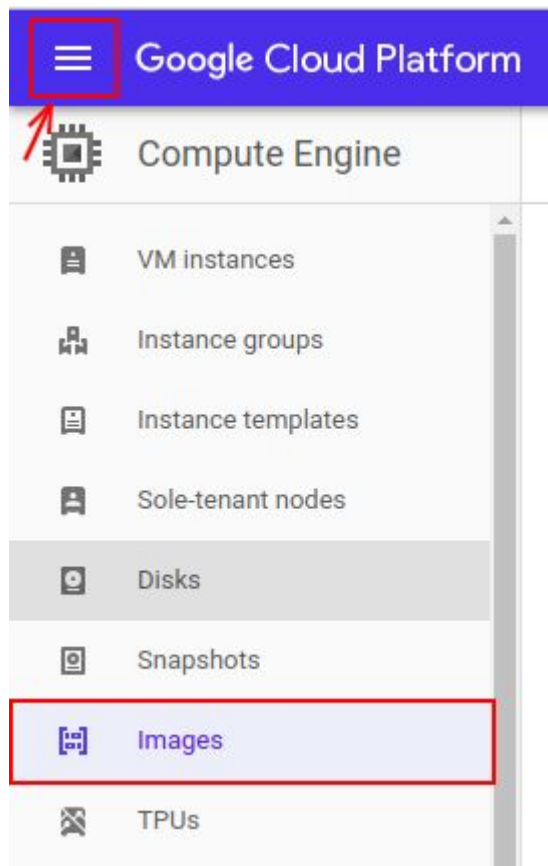 Google Cloud Platform
Compute Engine
VM instances
Instance groups
Instance templates
Sole-tenant nodes
Disks
Snapshots
Images
TPUs